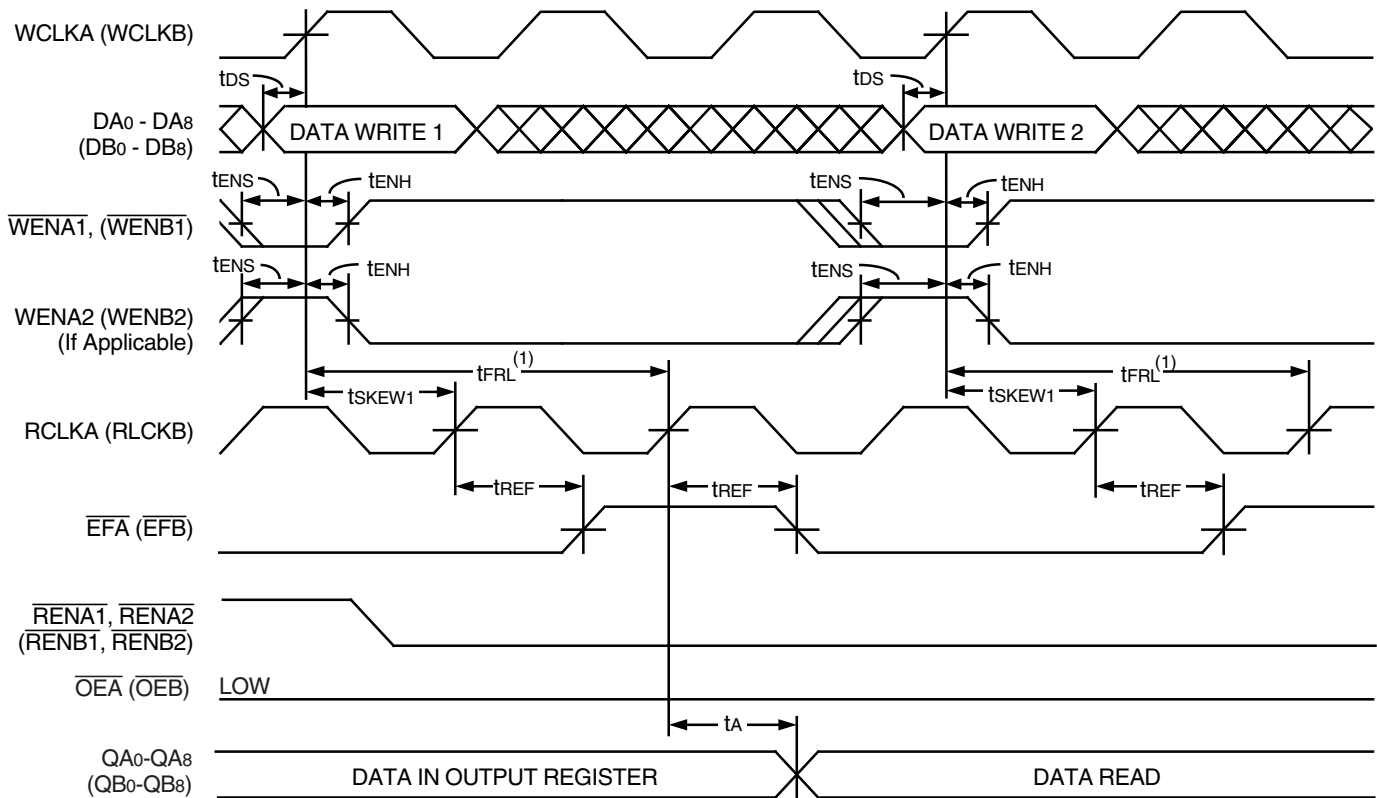 WCLKA (WCLKB)
tDS
tDS
DA0 - DA8
(DB0 - DB8)
DATA WRITE 1
DATA WRITE 2
tENS
tENH
tENS
tENH
WENA1, (WENB1)
tENS
tENH
tENS
tENH
WENA2 (WENB2)
(If Applicable)
tFRL(1)
tFRL(1)
tSKEW1
tSKEW1
RCLKA (RLCKB)
tREF
tREF
tREF
EFA (EFB)
RENA1, RENA2
(RENB1, RENB2)
OEA (OEB)
LOW
tA
QA0-QA8
(QB0-QB8)
DATA IN OUTPUT REGISTER
DATA READ